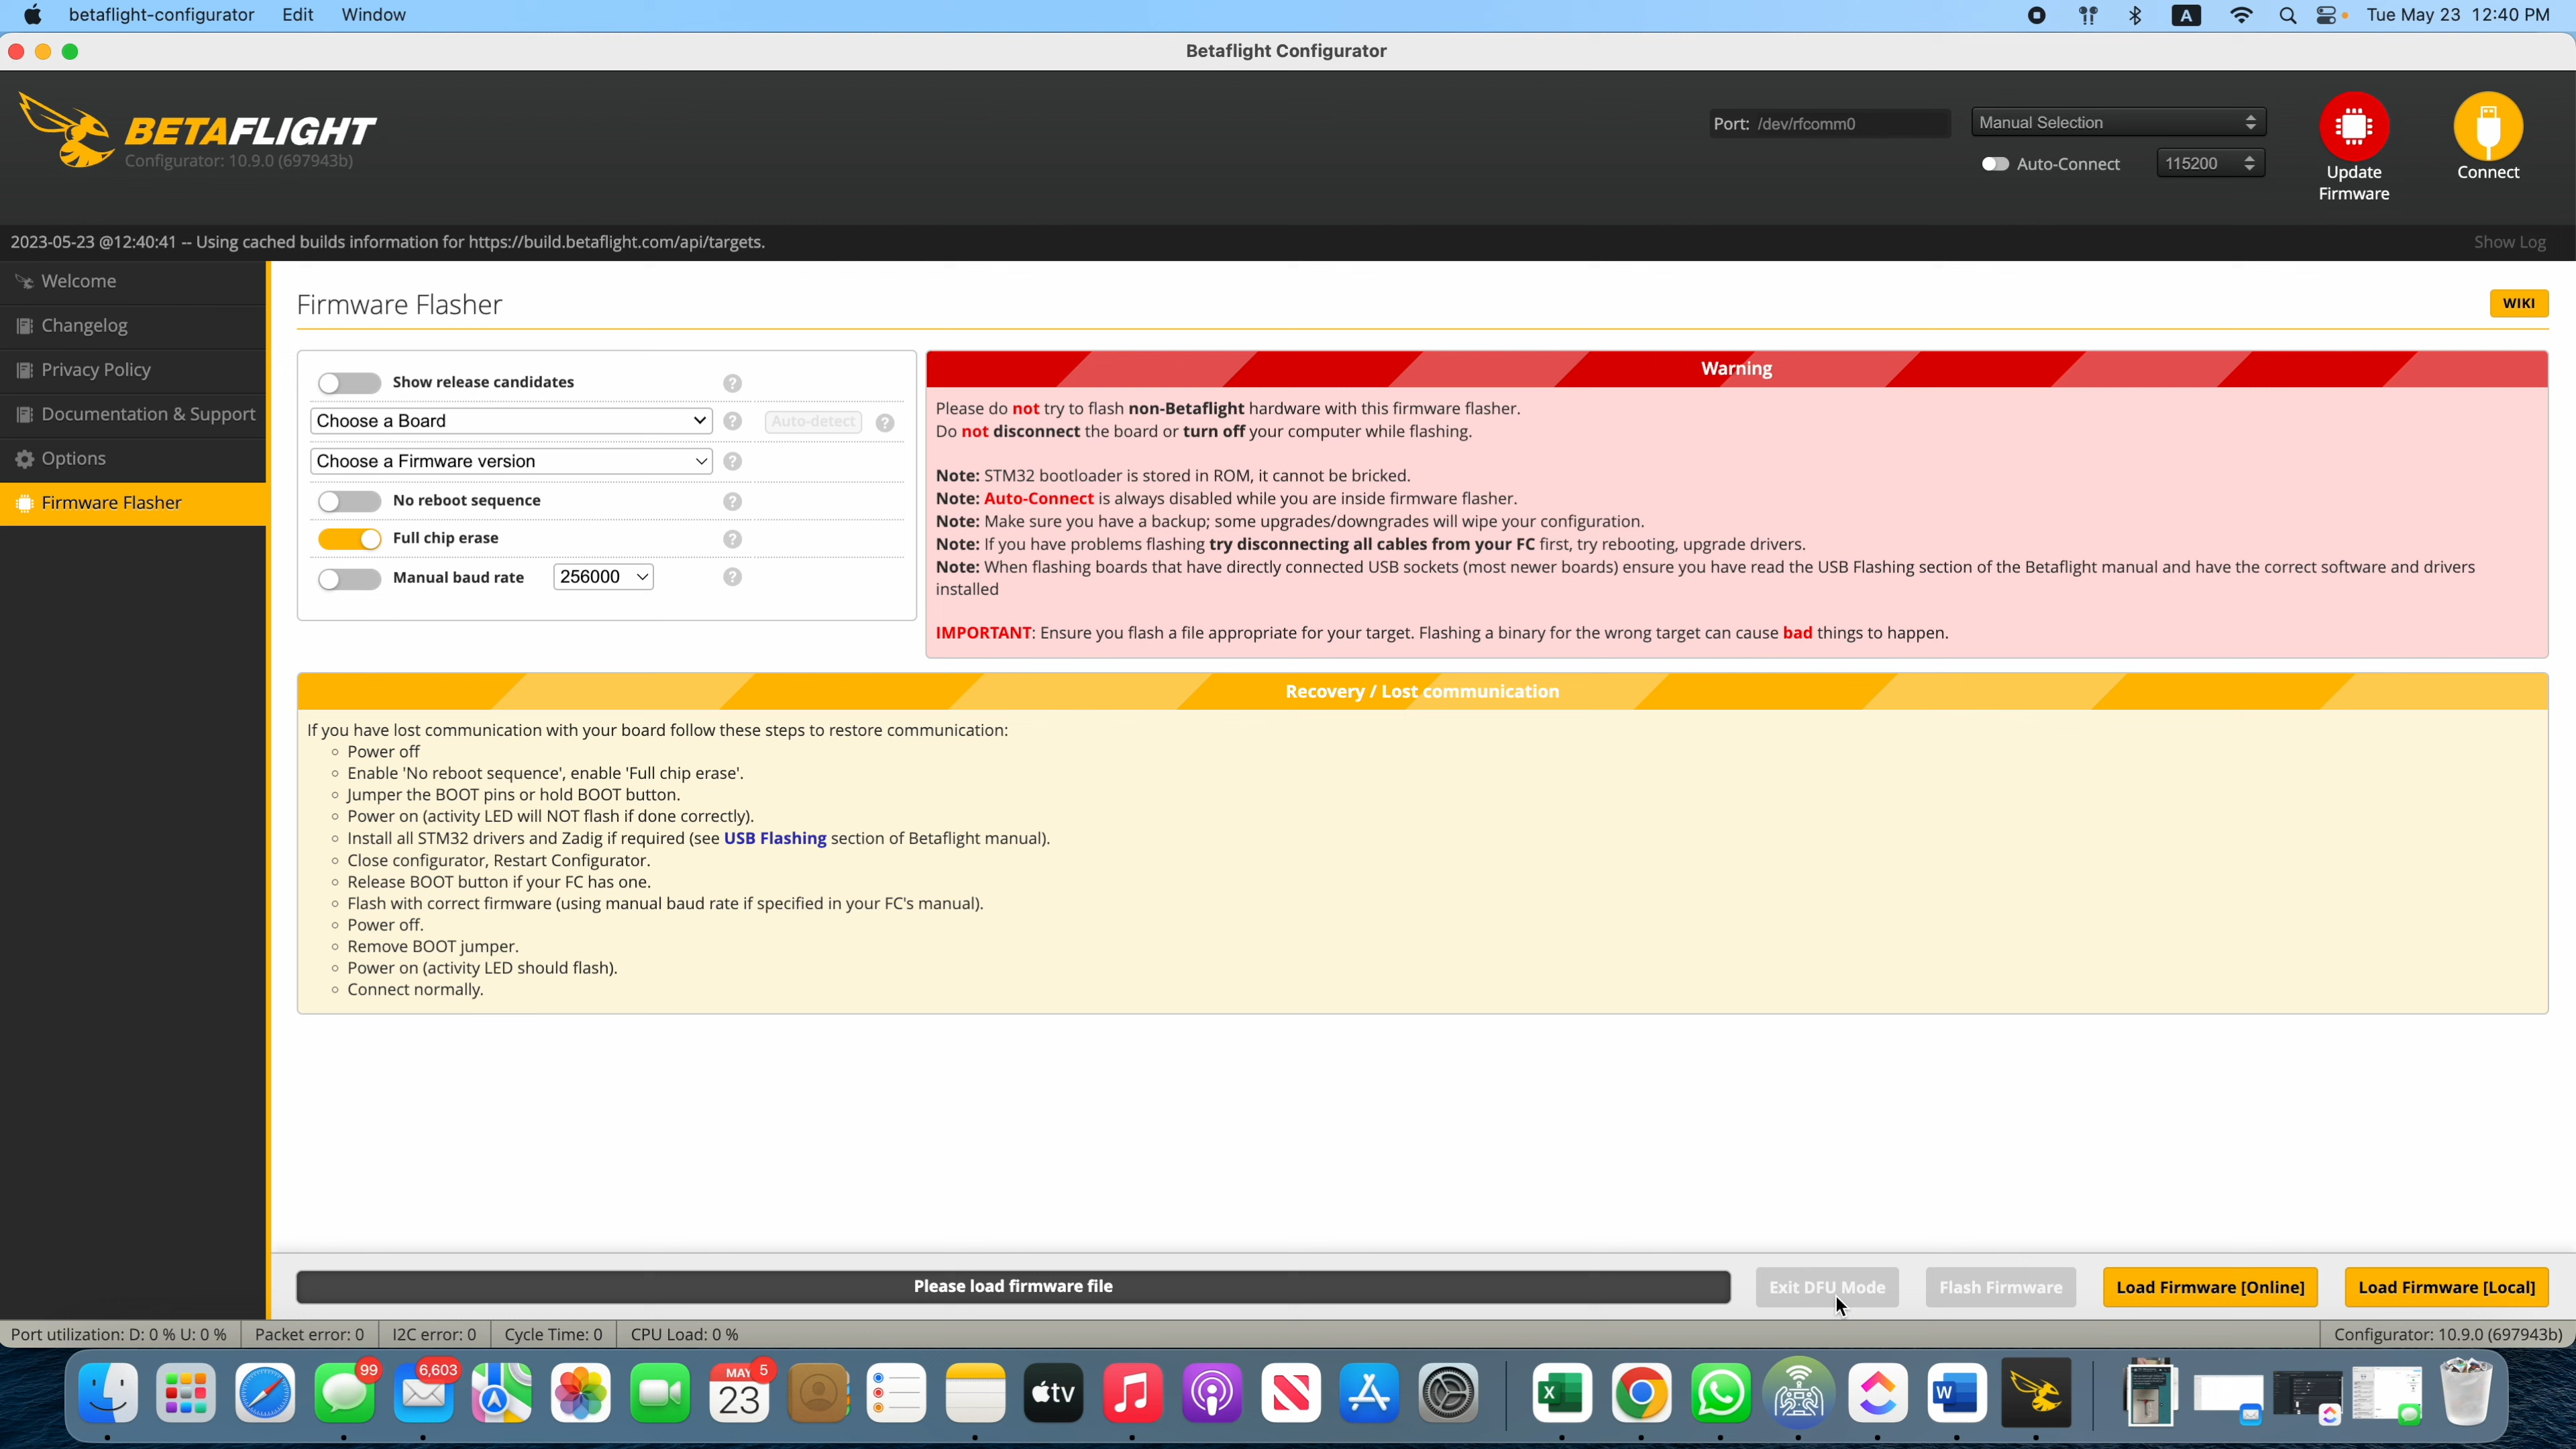 betaflight-configurator Edit Window
A Tue May 23 12:40 PM
Betaflight Configurator
BETAFLIGHT
Configurator: 10.9.0 (697943b)
Port: /dev/rfcomm0
Manual Selection
Auto-Connect
115200
Update
Firmware
Connect
2023-05-23 @12:40:41 -- Using cached builds information for https://build.betaflight.com/api/targets.
Show Log
Welcome
Changelog
Privacy Policy
Documentation & Support
Options
Firmware Flasher
Firmware Flasher
WIKI
Show release candidates ?
Choose a Board ? Auto-detect ?
Choose a Firmware version ?
No reboot sequence ?
Full chip erase ?
Manual baud rate 256000 ?
Warning
Please do not try to flash non-Betaflight hardware with this firmware flasher.
Do not disconnect the board or turn off your computer while flashing.
Note: STM32 bootloader is stored in ROM, it cannot be bricked.
Note: Auto-Connect is always disabled while you are inside firmware flasher.
Note: Make sure you have a backup; some upgrades/downgrades will wipe your configuration.
Note: If you have problems flashing try disconnecting all cables from your FC first, try rebooting, upgrade drivers.
Note: When flashing boards that have directly connected USB sockets (most newer boards) ensure you have read the USB Flashing section of the Betaflight manual and have the correct software and drivers
installed
IMPORTANT: Ensure you flash a file appropriate for your target. Flashing a binary for the wrong target can cause bad things to happen.
Recovery / Lost communication
If you have lost communication with your board follow these steps to restore communication:
Power off
Enable 'No reboot sequence', enable 'Full chip erase'.
Jumper the BOOT pins or hold BOOT button.
Power on (activity LED will NOT flash if done correctly).
Install all STM32 drivers and Zadig if required (see USB Flashing section of Betaflight manual).
Close configurator, Restart Configurator.
Release BOOT button if your FC has one.
Flash with correct firmware (using manual baud rate if specified in your FC's manual).
Power off.
Remove BOOT jumper.
Power on (activity LED should flash).
Connect normally.
Please load firmware file
Exit DFU Mode
Flash Firmware
Load Firmware [Online]
Load Firmware [Local]
Port utilization: D: 0 % U: 0 % Packet error: 0 I2C error: 0 Cycle Time: 0 CPU Load: 0 % Configurator: 10.9.0 (697943b)
99
6,603
MAY 5
23
tv
X
W